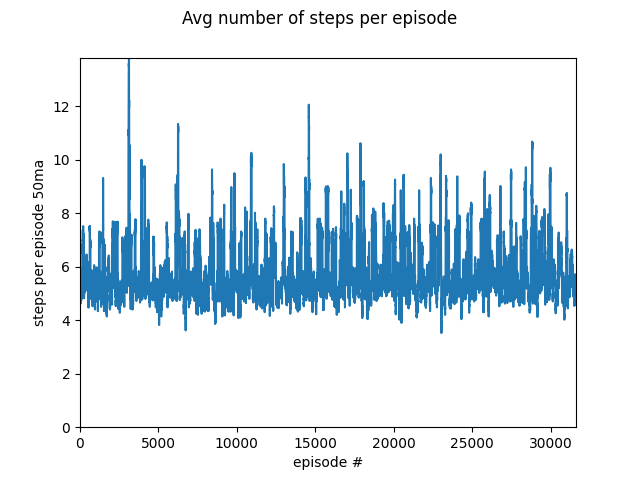 Avg number of steps per episode
12
10
8
6
4
2
0
steps per episode 50ma
0 5000 10000 15000 20000 25000 30000
episode #